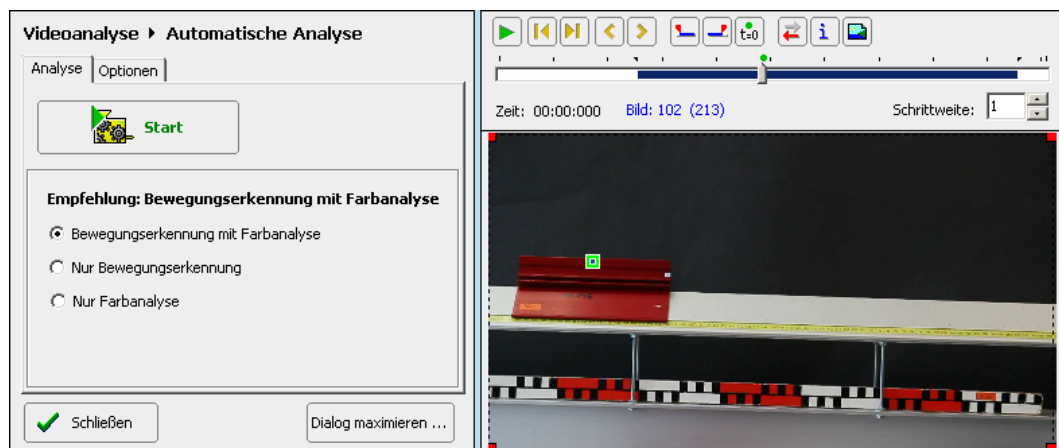 Videoanalyse ▸ Automatische Analyse
Analyse
Optionen
Start
Empfehlung: Bewegungserkennung mit Farbanalyse
Bewegungserkennung mit Farbanalyse
Nur Bewegungserkennung
Nur Farbanalyse
Schließen
Dialog maximieren ...
t=0
i
Zeit: 00:00:000
Bild: 102 (213)
Schrittweite: 1